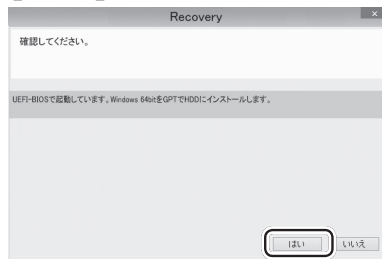 Recovery
×
確認してください。
UEFI-BIOSで起動しています。Windows 64bitをGPTでHDDにインストールします。
はい
いいえ